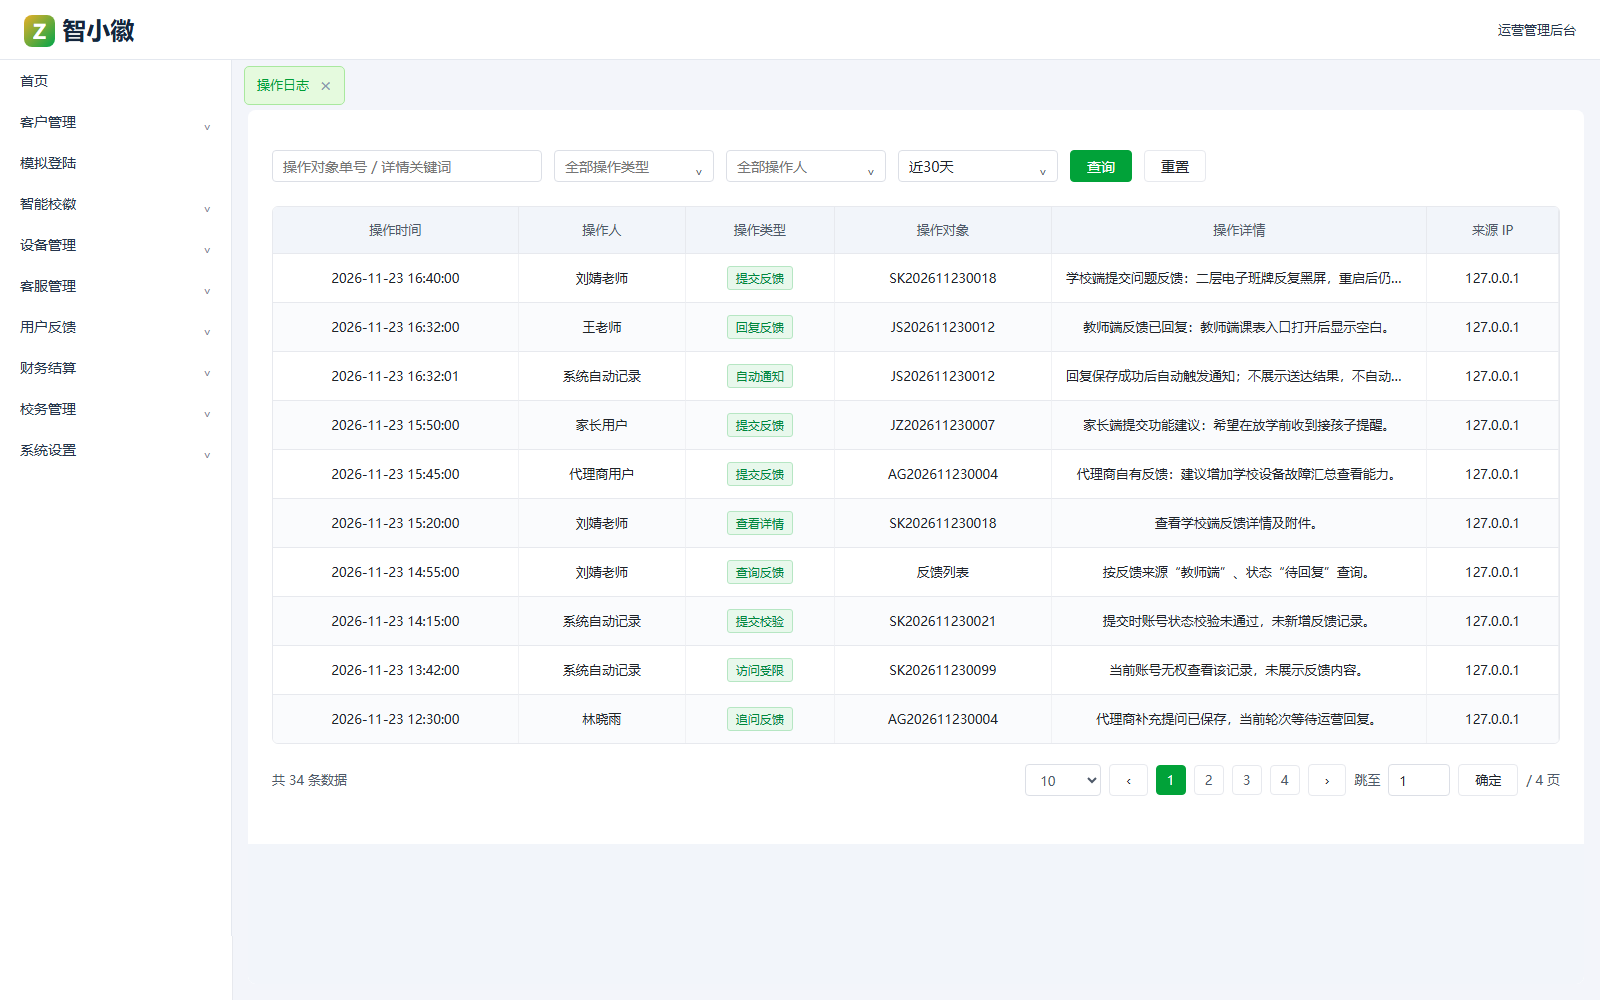 Z 智小徽
运营管理后台
首页
客户管理
模拟登陆
智能校徽
设备管理
客服管理
用户反馈
财务结算
校务管理
系统设置
操作日志 ×
操作对象单号 / 详情关键词 全部操作类型 全部操作人 近30天 查询 重置
操作时间 操作人 操作类型 操作对象 操作详情 来源 IP
2026-11-23 16:40:00 刘婧老师 提交反馈 SK202611230018 学校端提交问题反馈：二层电子班牌反复黑屏，重启后仍... 127.0.0.1
2026-11-23 16:32:00 王老师 回复反馈 JS202611230012 教师端反馈已回复：教师端课表入口打开后显示空白。 127.0.0.1
2026-11-23 16:32:01 系统自动记录 自动通知 JS202611230012 回复保存成功后自动触发通知；不展示送达结果，不自动... 127.0.0.1
2026-11-23 15:50:00 家长用户 提交反馈 JZ202611230007 家长端提交功能建议：希望在放学前收到接孩子提醒。 127.0.0.1
2026-11-23 15:45:00 代理商用户 提交反馈 AG202611230004 代理商自有反馈：建议增加学校设备故障汇总查看能力。 127.0.0.1
2026-11-23 15:20:00 刘婧老师 查看详情 SK202611230018 查看学校端反馈详情及附件。 127.0.0.1
2026-11-23 14:55:00 刘婧老师 查询反馈 反馈列表 按反馈来源“教师端”、状态“待回复”查询。 127.0.0.1
2026-11-23 14:15:00 系统自动记录 提交校验 SK202611230021 提交时账号状态校验未通过，未新增反馈记录。 127.0.0.1
2026-11-23 13:42:00 系统自动记录 访问受限 SK202611230099 当前账号无权查看该记录，未展示反馈内容。 127.0.0.1
2026-11-23 12:30:00 林晓雨 追问反馈 AG202611230004 代理商补充提问已保存，当前轮次等待运营回复。 127.0.0.1
共 34 条数据 10 ‹ 1 2 3 4 › 跳至 1 确定 / 4 页